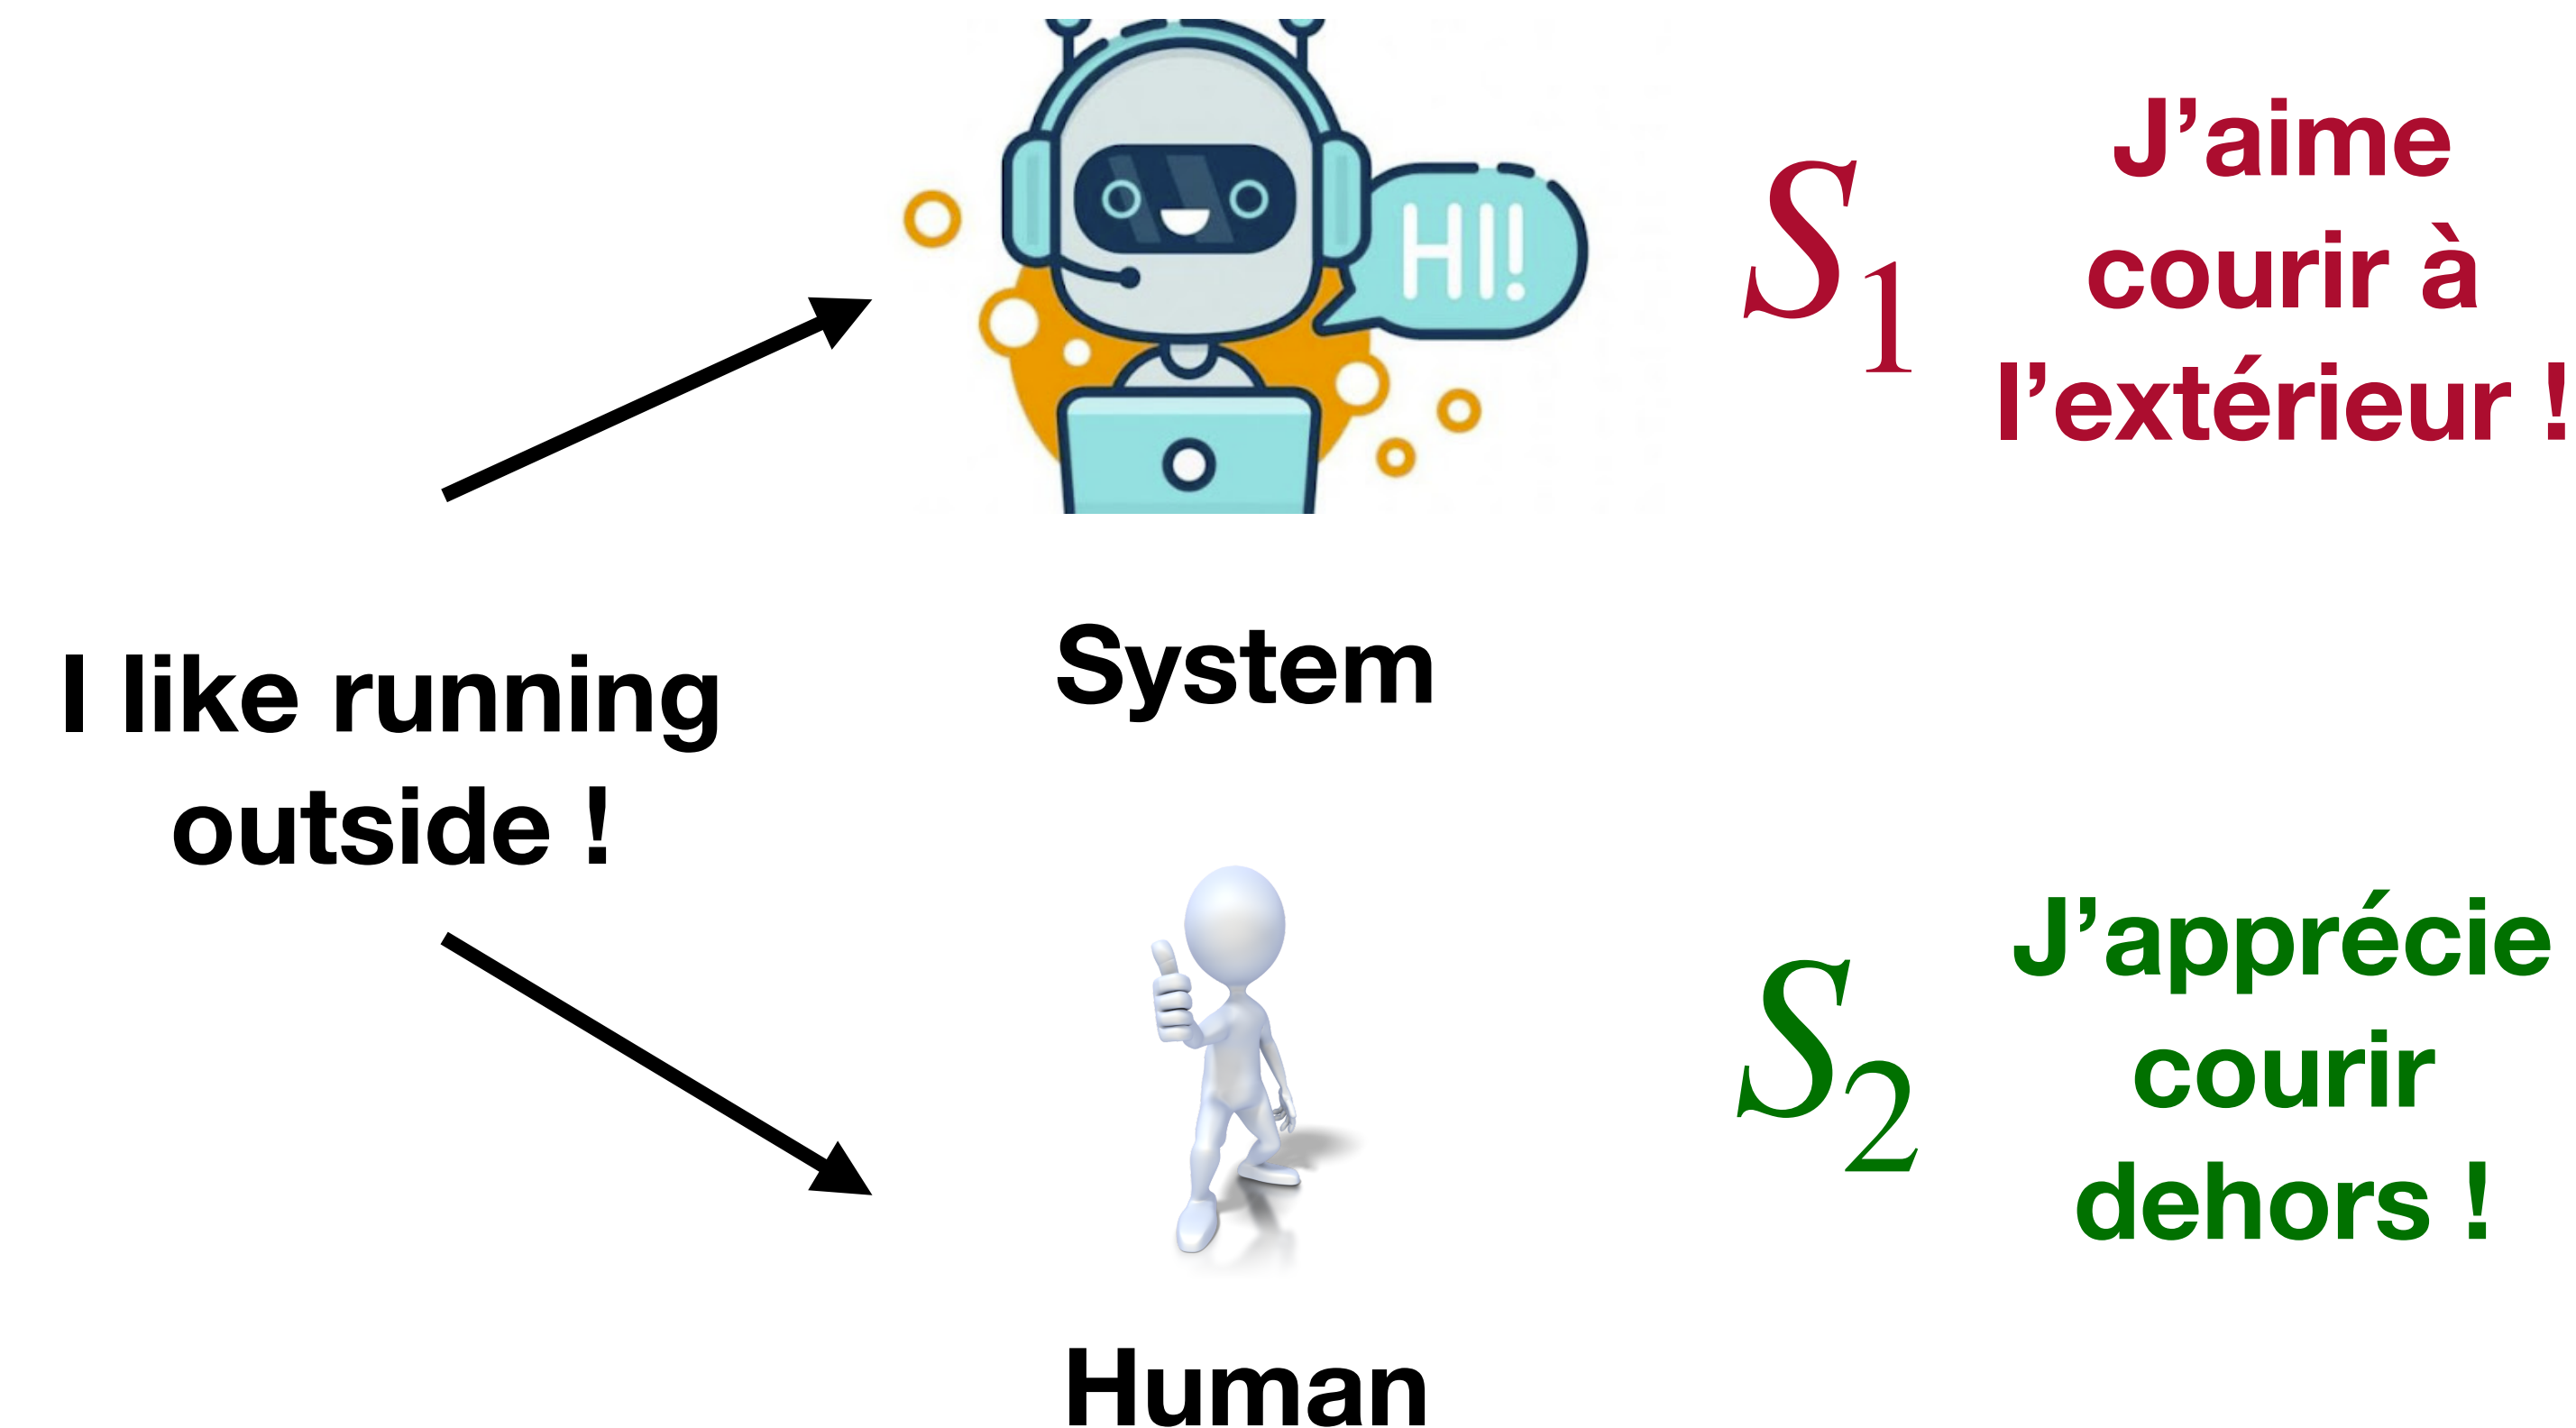 HI!
S1
J’aime
courir à
l’extérieur !
System
I like running
outside !
S2
J’apprécie
courir
dehors !
Human